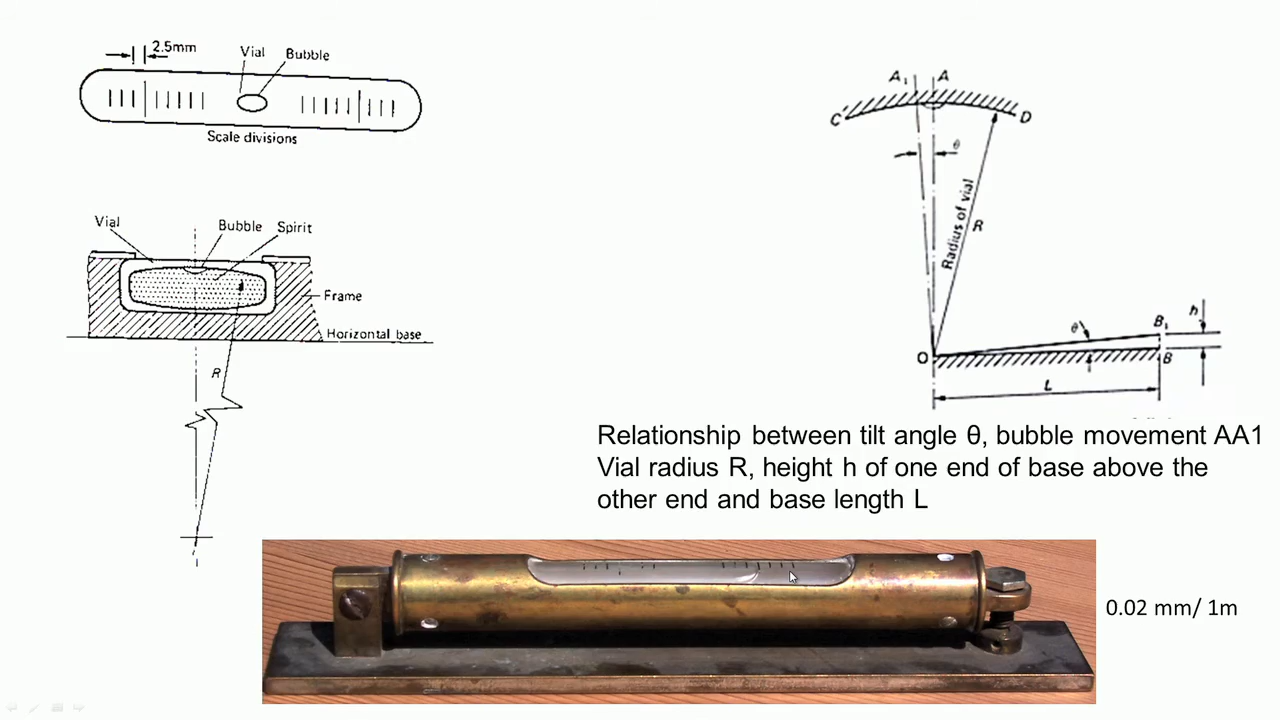 2.5mm
Vial
Bubble
Scale divisions
Vial
Bubble
Spirit
Frame
Horizontal base
R
A1
A
C
D
θ
Radius of vial
R
h
B1
θ
O
B
L
Relationship between tilt angle θ, bubble movement AA1
Vial radius R, height h of one end of base above the
other end and base length L
0.02 mm/ 1m